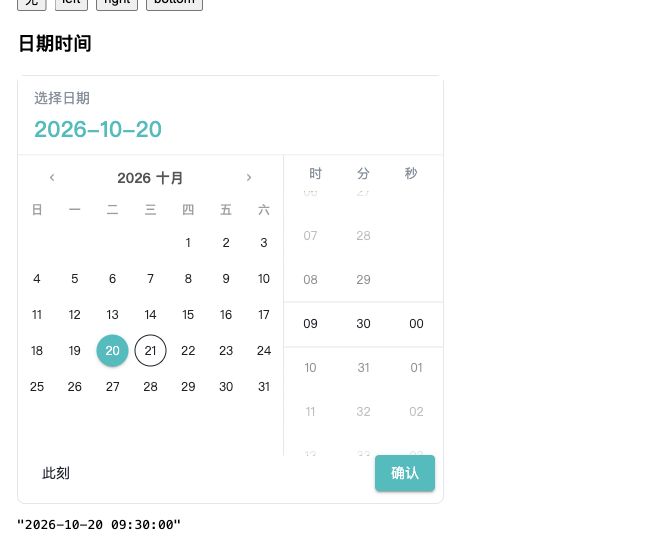 无 left right bottom
日期时间
选择日期
2026-10-20
2026 十月
日 一 二 三 四 五 六
1 2 3
4 5 6 7 8 9 10
11 12 13 14 15 16 17
18 19 20 21 22 23 24
25 26 27 28 29 30 31
时 分 秒
07 28
08 29
09 30 00
10 31 01
11 32 02
此刻 确认
"2026-10-20 09:30:00"